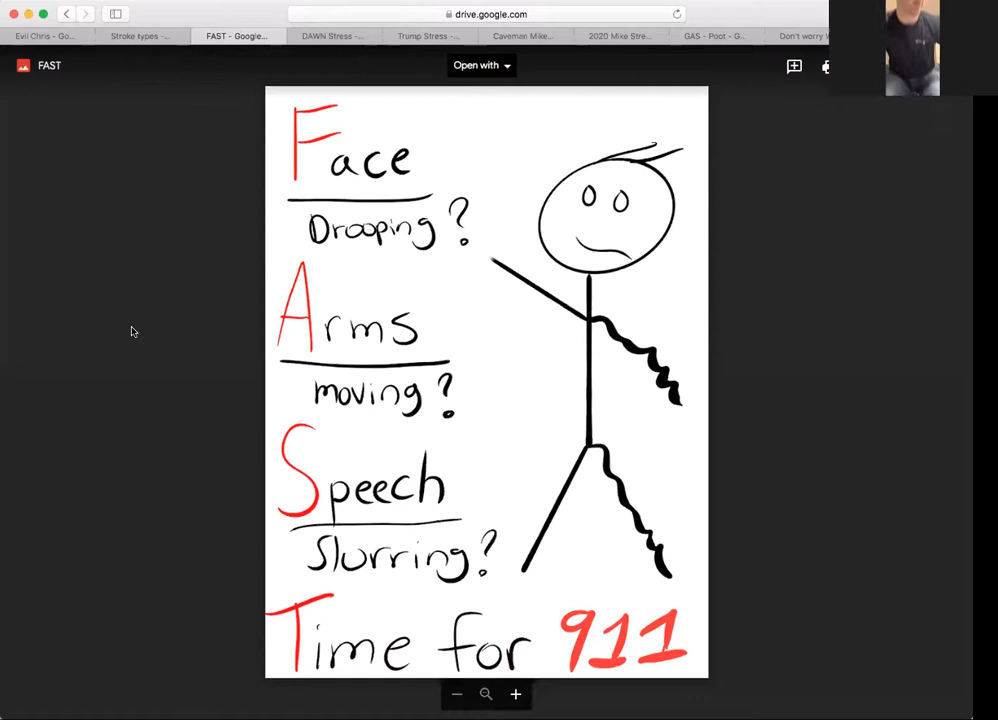 drive.google.com
Evil Chris - Go...
Stroke types -...
FAST - Google...
DAWN Stress -...
Trump Stress -...
Caveman Mike...
2020 Mike Stre...
GAS - Poot - G...
Don't worry
FAST
Open with
Face
Drooping?
Arms
moving?
Speech
Slurring?
Time for 911